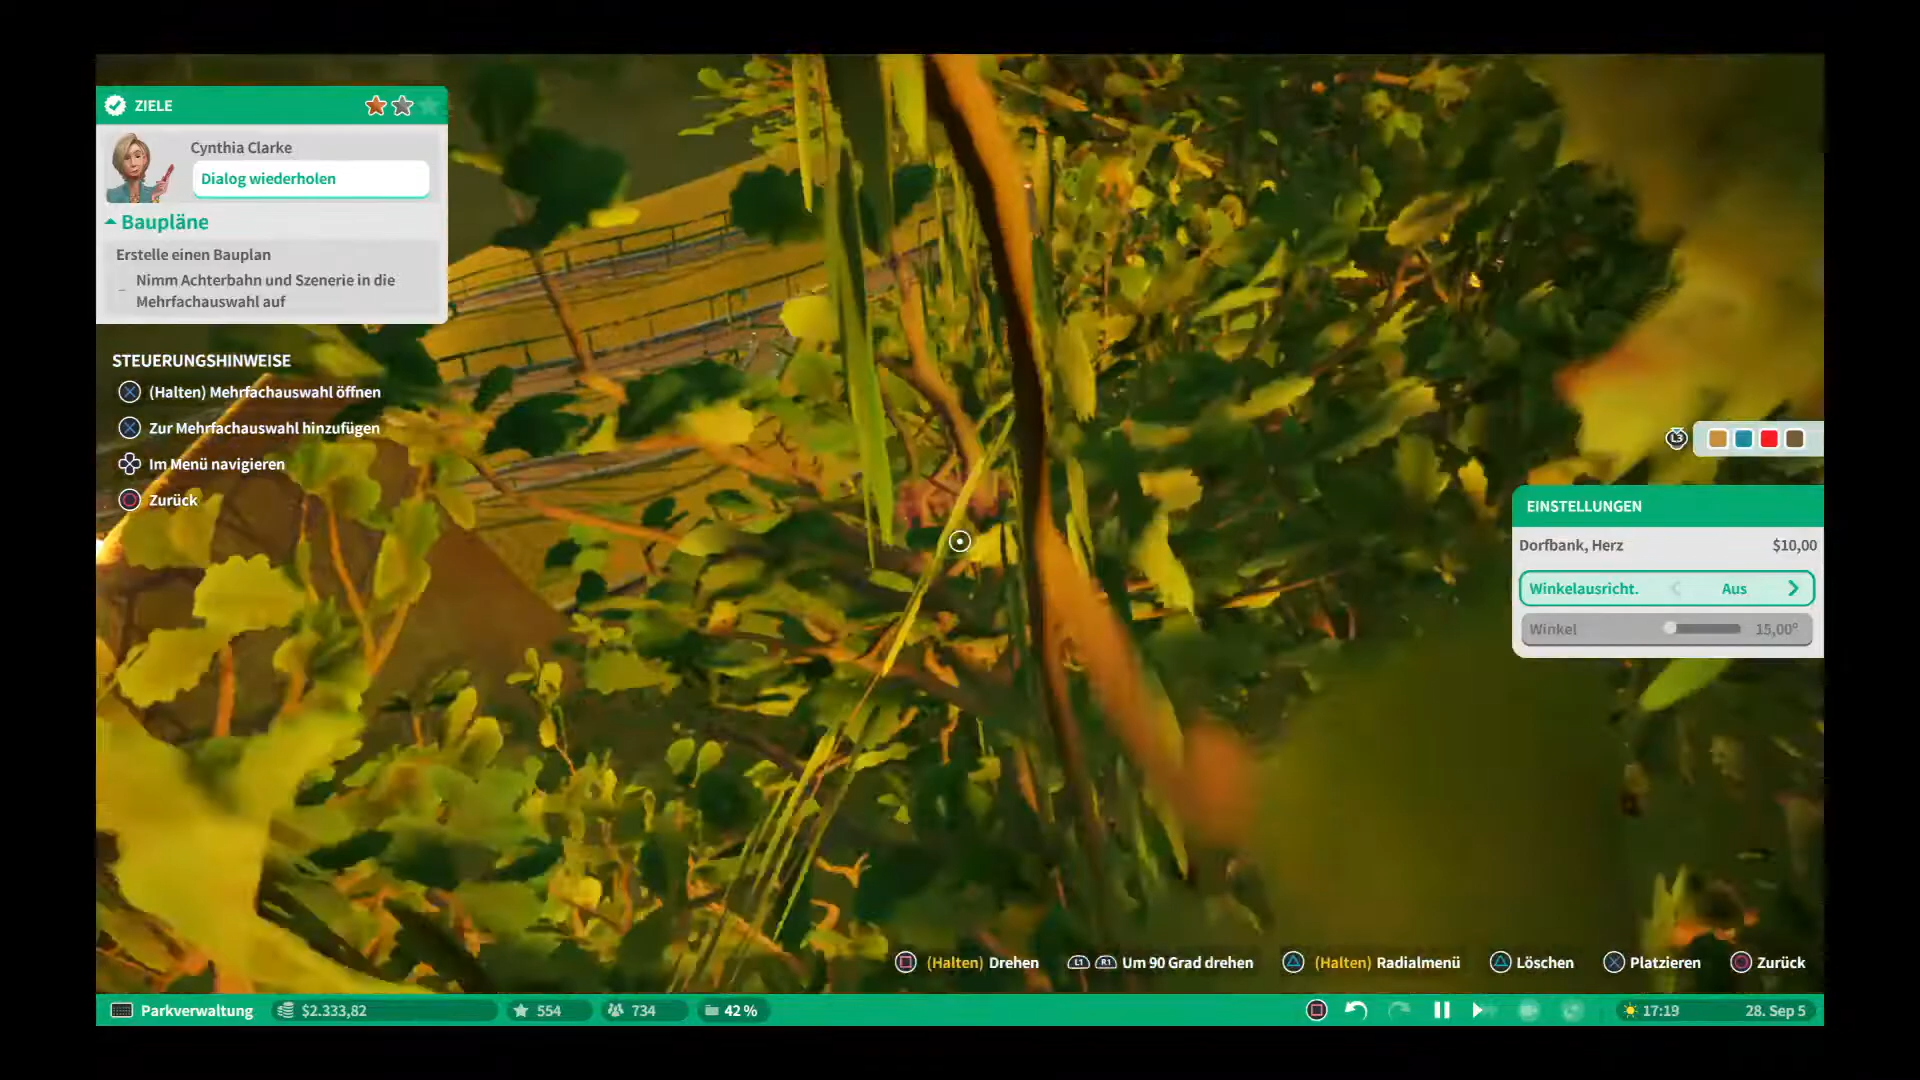 ZIELE
Cynthia Clarke
Dialog wiederholen
Baupläne
Erstelle einen Bauplan
Nimm Achterbahn und Szenerie in die
Mehrfachauswahl auf
STEUERUNGSHINWEISE
(Halten) Mehrfachauswahl öffnen
Zur Mehrfachauswahl hinzufügen
Im Menü navigieren
Zurück
L3
EINSTELLUNGEN
Dorfbank, Herz $10,00
Winkelausricht. Aus
Winkel 15,00°
(Halten) Drehen L1 R1 Um 90 Grad drehen (Halten) Radialmenü Löschen Platzieren Zurück
Parkverwaltung $2.333,82 554 734 42 % 17:19 28. Sep 5